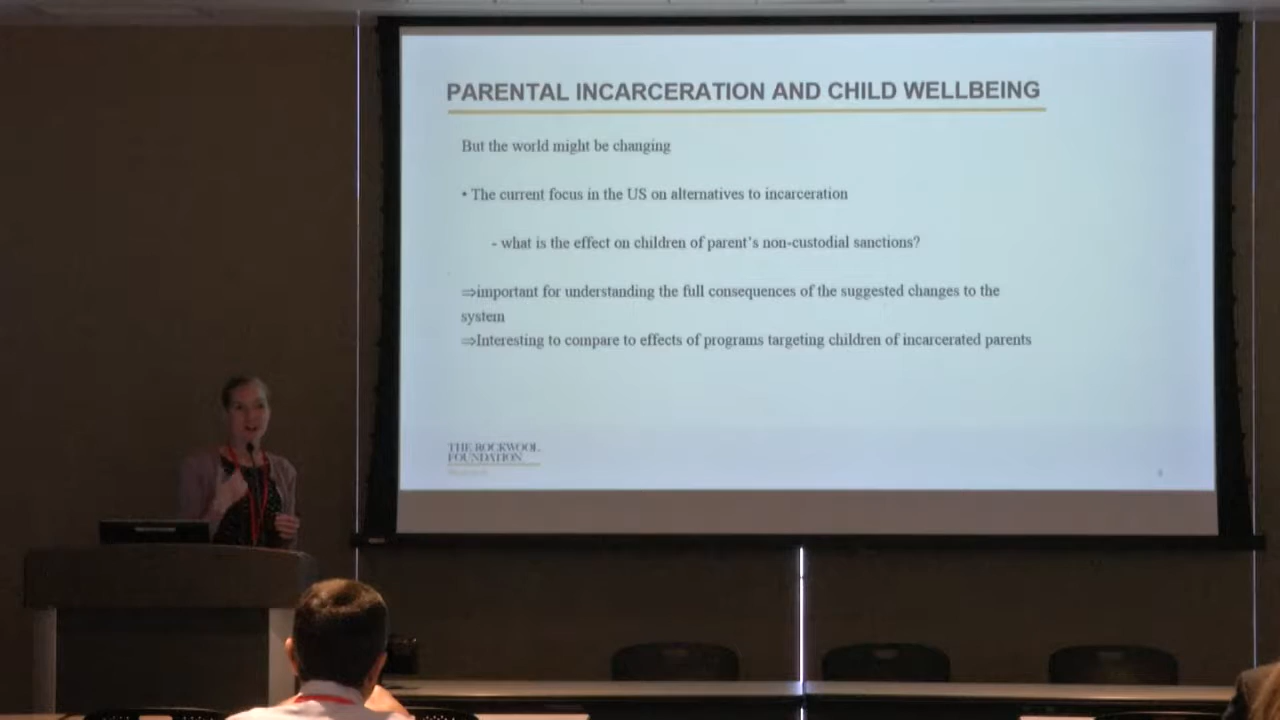 PARENTAL INCARCERATION AND CHILD WELLBEING
But the world might be changing
• The current focus in the US on alternatives to incarceration
- what is the effect on children of parent's non-custodial sanctions?
⇒important for understanding the full consequences of the suggested changes to the
system
⇒Interesting to compare to effects of programs targeting children of incarcerated parents
THE ROCKWOOL
FOUNDATION